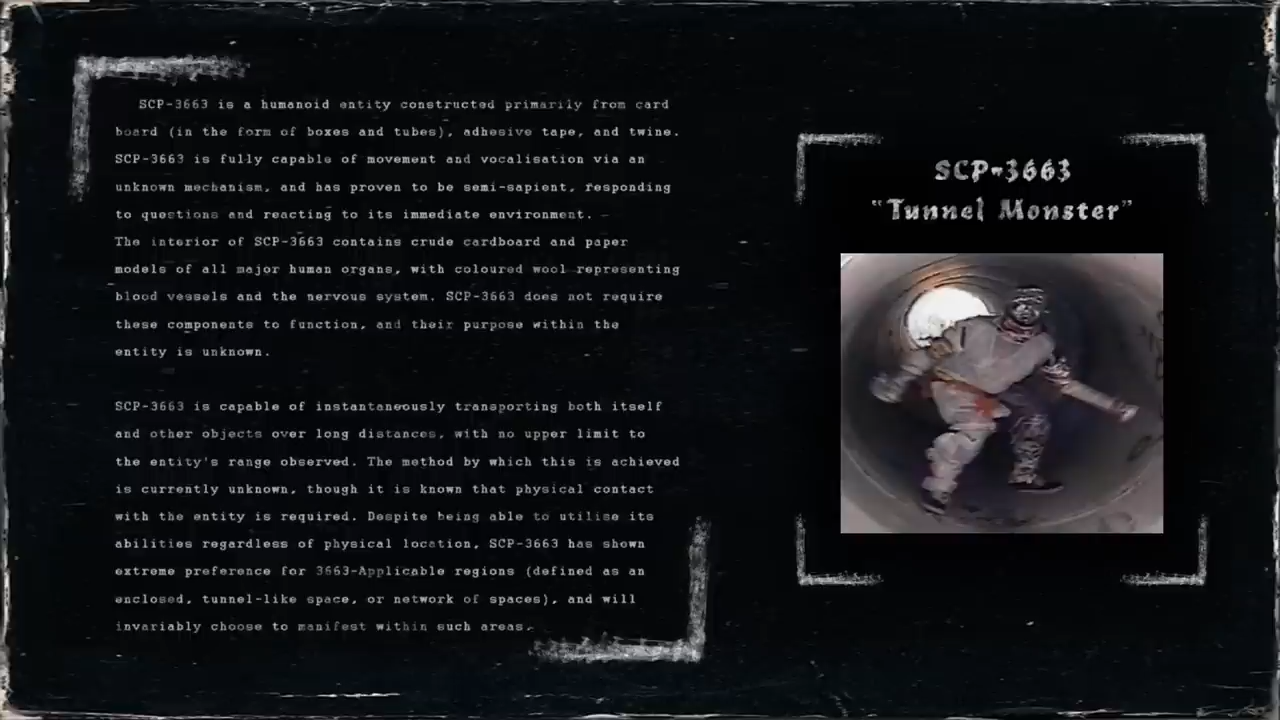 SCP-3663 is a humanoid entity constructed primarily from card
board (in the form of boxes and tubes), adhesive tape, and twine.
SCP-3663 is fully capable of movement and vocalisation via an
unknown mechanism, and has proven to be semi-sapient, responding
to questions and reacting to its immediate environment.
The interior of SCP-3663 contains crude cardboard and paper
models of all major human organs, with coloured wool representing
blood vessels and the nervous system. SCP-3663 does not require
these components to function, and their purpose within the
entity is unknown.
SCP-3663 is capable of instantaneously transporting both itself
and other objects over long distances, with no upper limit to
the entity's range observed. The method by which this is achieved
is currently unknown, though it is known that physical contact
with the entity is required. Despite being able to utilise its
abilities regardless of physical location, SCP-3663 has shown
extreme preference for 3663-Applicable regions (defined as an
enclosed, tunnel-like space, or network of spaces), and will
invariably choose to manifest within such areas.
SCP-3663
"Tunnel Monster"